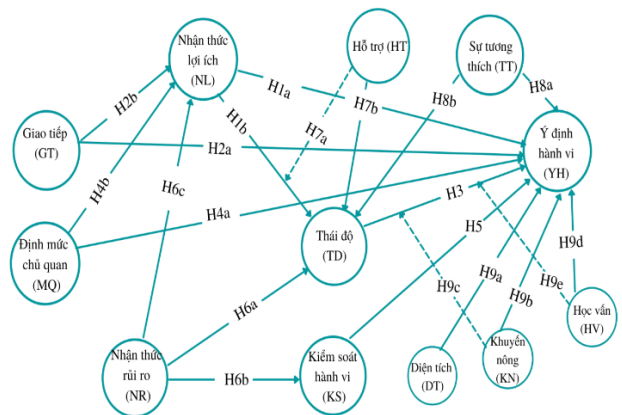 Nhận thức
lợi ích
(NL)
Hỗ trợ (HT
Sự tương
thích (TT)
H1a
H8a
H2b
H7b
H8b
H1b
H7a
Giao tiếp
(GT)
H2a
Ý định
hành vi
(YH)
H6c
H4b
H3
H4a
Thái độ
(TD)
H5
H9d
Định mức
chủ quan
(MQ)
H9a
H9e
H9c
H9b
H6a
Học vấn
(HV)
Nhận thức
rủi ro
(NR)
H6b
Kiểm soát
hành vi
(KS)
Diện tích
(DT)
Khuyến
nông
(KN)